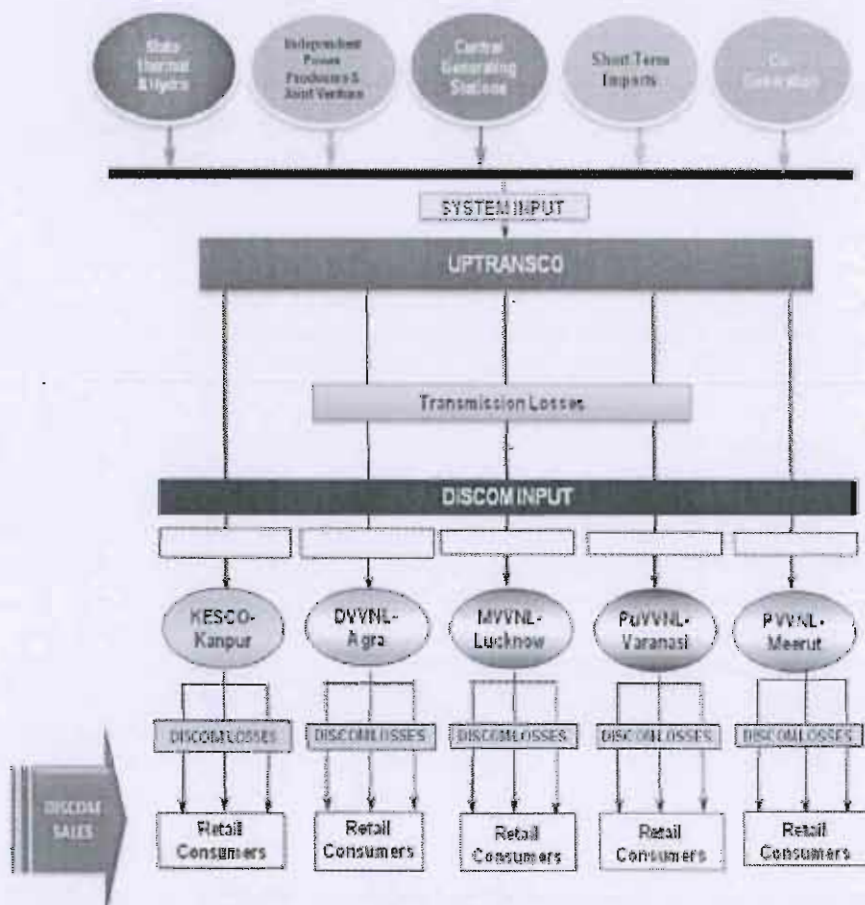 State
Thermal
& Hydro
Independent
Power
Producers &
Joint Venture
Central
Generating
Stations
Short Term
Imports
Co
Generation
SYSTEM INPUT
UPTRANSCO
Transmission Losses
DISCOM INPUT
KESCO-
Kanpur
DVVNL-
Agra
MVVNL-
Lucknow
PuVVNL-
Varanasi
PVVNL-
Meerut
DISCOM LOSSES
DISCOM LOSSES
DISCOM LOSSES
DISCOM LOSSES
DISCOM LOSSES
DISCOM
SALES
Retail
Consumers
Retail
Consumers
Retail
Consumers
Retail
Consumers
Retail
Consumers